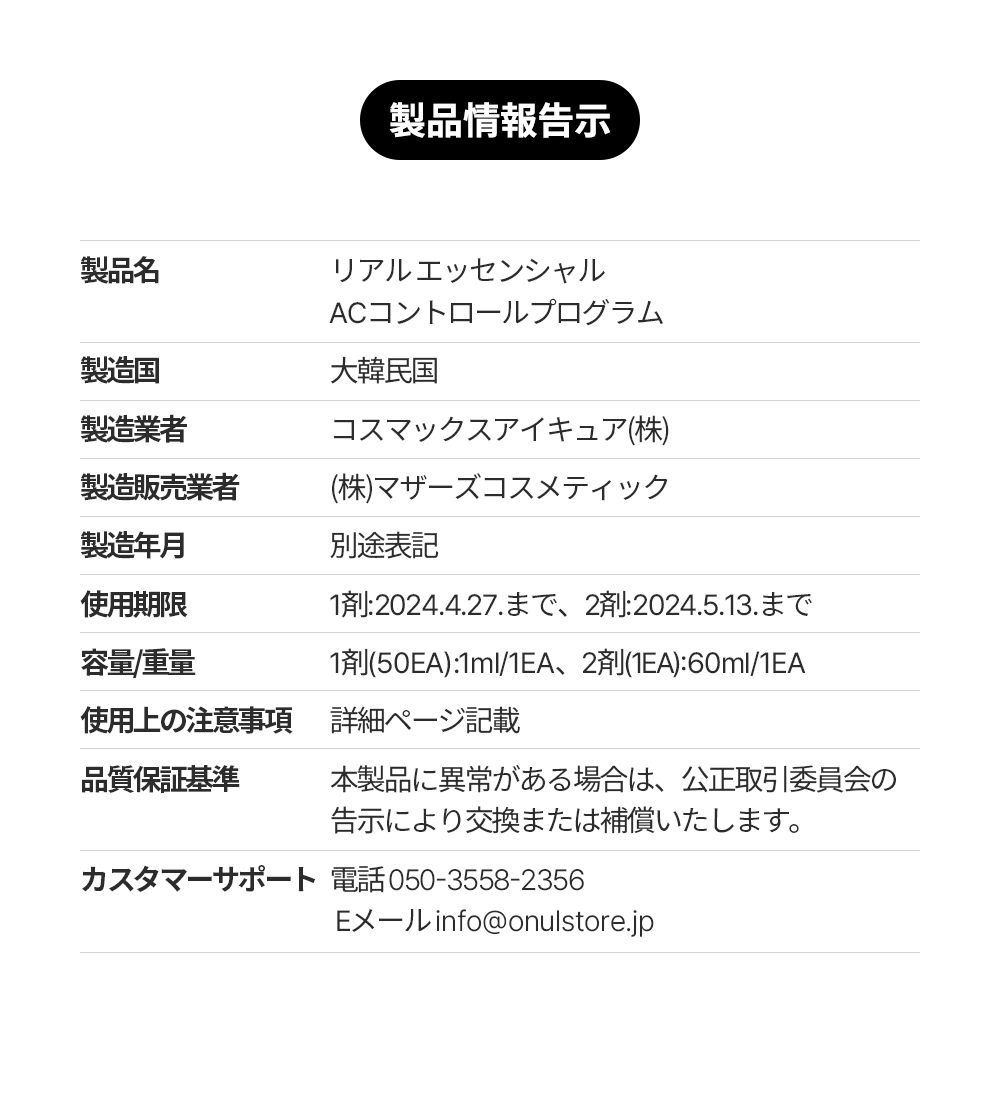 製品情報告示
製品名 リアル エッセンシャル
ACコントロールプログラム
製造国 大韓民国
製造業者 コスマックスアイキュア(株)
製造販売業者 (株)マザーズコスメティック
製造年月 別途表記
使用期限 1剤:2024.4.27.まで、2剤:2024.5.13.まで
容量/重量 1剤(50EA):1ml/1EA、2剤(1EA):60ml/1EA
使用上の注意事項 詳細ページ記載
品質保証基準 本製品に異常がある場合は、公正取引委員会の
告示により交換または補償いたします。
カスタマーサポート 電話 050-3558-2356
Eメール info@onulstore.jp